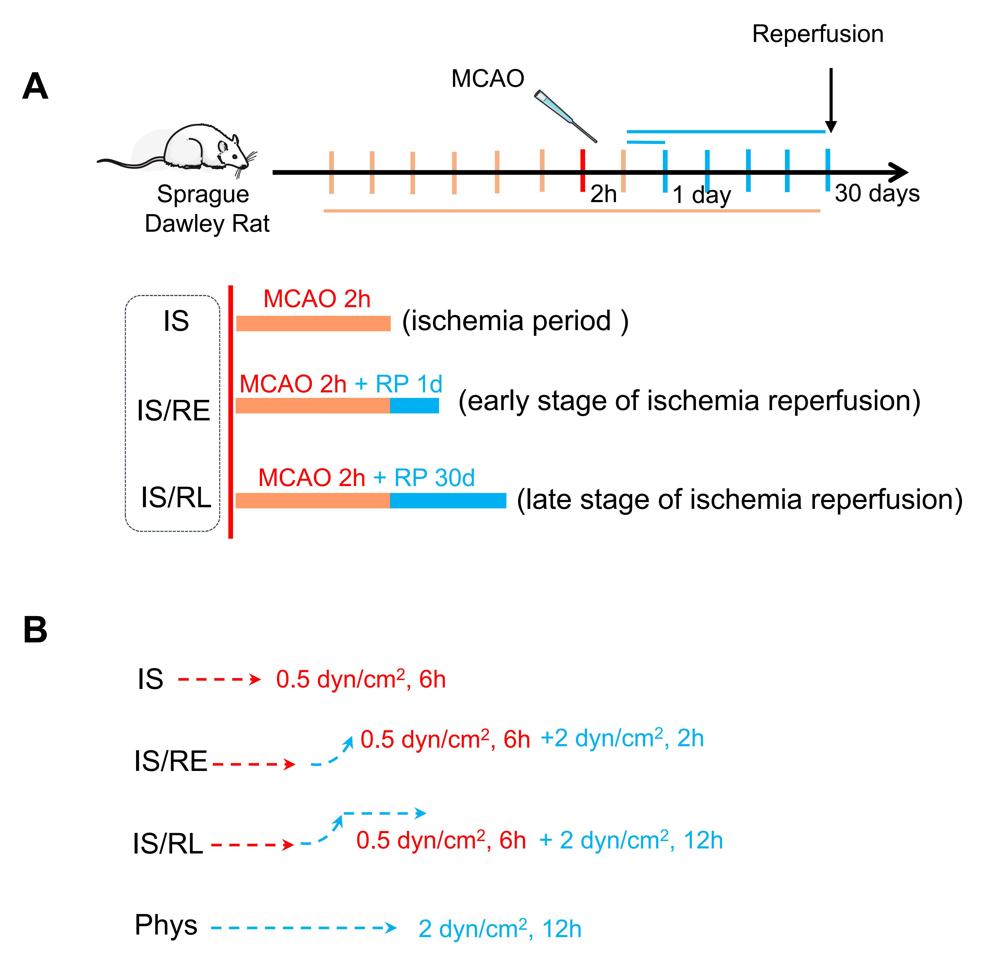 Reperfusion
A
MCAO
2h
1 day
30 days
Sprague
Dawley Rat
MCAO 2h
IS
(ischemia period )
MCAO 2h + RP 1d
IS/RE
(early stage of ischemia reperfusion)
MCAO 2h + RP 30d
IS/RL
(late stage of ischemia reperfusion)
B
IS
0.5 dyn/cm², 6h
IS/RE
0.5 dyn/cm², 6h +2 dyn/cm², 2h
IS/RL
0.5 dyn/cm², 6h + 2 dyn/cm², 12h
Phys
2 dyn/cm², 12h